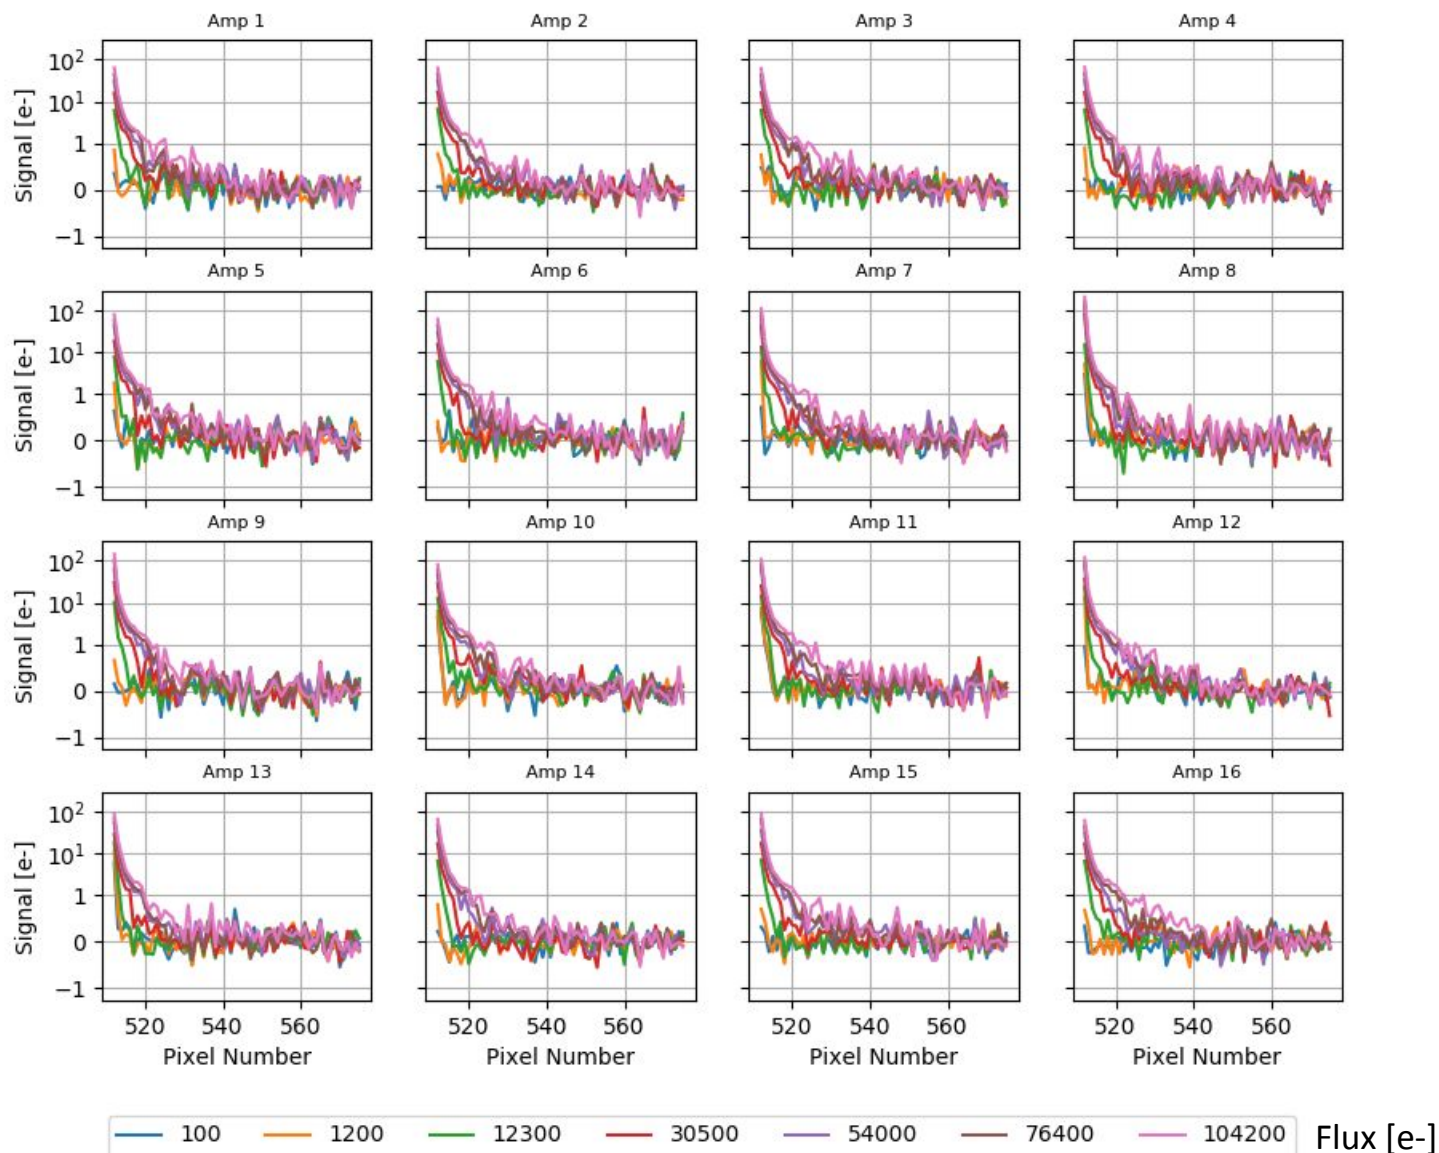 Amp 1 Amp 2 Amp 3 Amp 4
Signal [e-] 10² 10¹ 1 0 −1
Amp 5 Amp 6 Amp 7 Amp 8
Signal [e-] 10² 10¹ 1 0 −1
Amp 9 Amp 10 Amp 11 Amp 12
Signal [e-] 10² 10¹ 1 0 −1
Amp 13 Amp 14 Amp 15 Amp 16
Signal [e-] 10² 10¹ 1 0 −1
520 540 560 520 540 560 520 540 560 520 540 560
Pixel Number Pixel Number Pixel Number Pixel Number
100 1200 12300 30500 54000 76400 104200 Flux [e-]